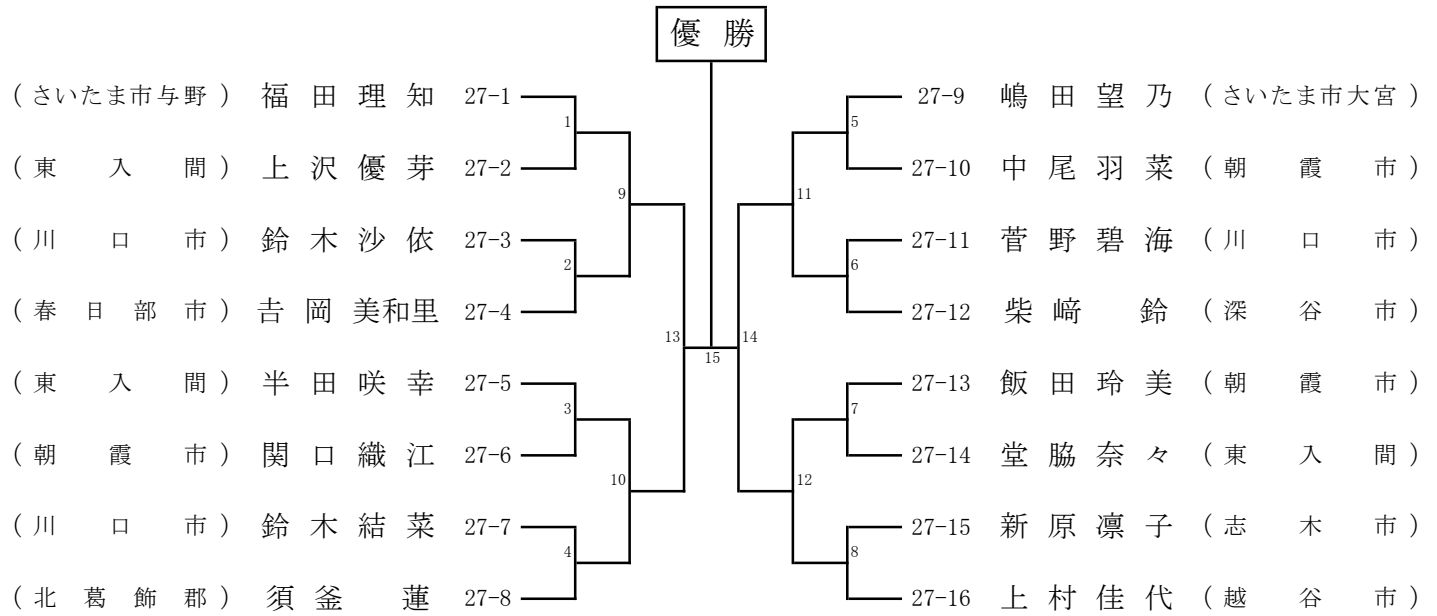 優勝
(さいたま市与野) 福田理知 27-1 27-9 嶋田望乃 (さいたま市大宮)
1 5
(東入間) 上沢優芽 27-2 27-10 中尾羽菜 (朝霞市)
9 11
(川口市) 鈴木沙依 27-3 27-11 菅野碧海 (川口市)
2 6
(春日部市) 𠮷岡美和里 27-4 27-12 柴﨑鈴 (深谷市)
13 15 14
(東入間) 半田咲幸 27-5 27-13 飯田玲美 (朝霞市)
3 7
(朝霞市) 関口織江 27-6 27-14 堂脇奈々 (東入間)
10 12
(川口市) 鈴木結菜 27-7 27-15 新原凛子 (志木市)
4 8
(北葛飾郡) 須釜蓮 27-8 27-16 上村佳代 (越谷市)